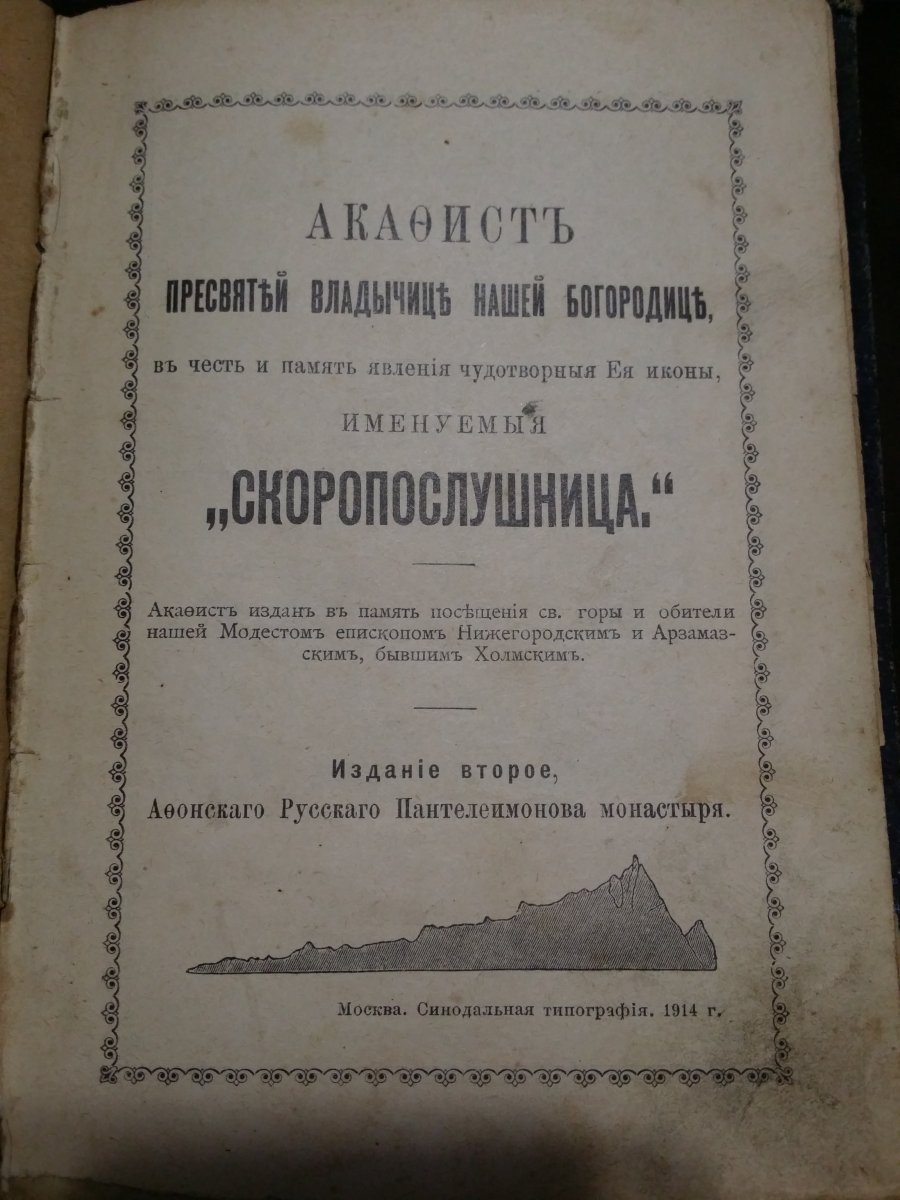 АКАѲИСТЪ
ПРЕСВЯТѢЙ ВЛАДЫЧИЦѢ НАШЕЙ БОГОРОДИЦѢ,
въ честь и память явленія чудотворныя Ея иконы,
ИМЕНУЕМЫЯ
„СКОРОПОСЛУШНИЦА.“
Акаѳистъ изданъ въ память посѣщенія св. горы и обители
нашей Модестомъ епископомъ Нижегородскимъ и Арзамаз-
скимъ, бывшимъ Холмскимъ.
Изданіе второе,
Аѳонскаго Русскаго Пантелеимонова монастыря.
Москва. Синодальная типографія. 1914 г.